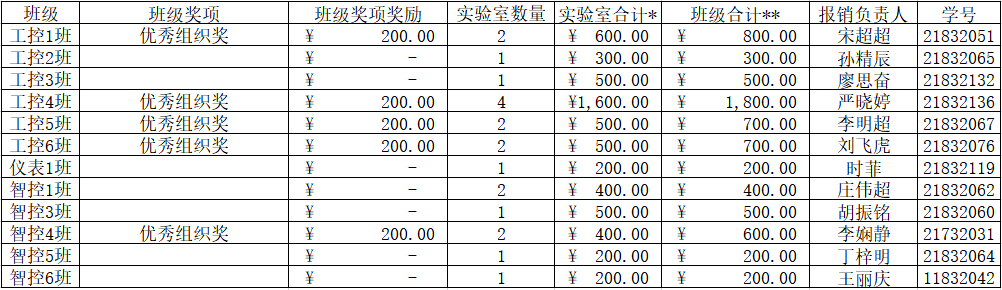 班级 班级奖项 班级奖项奖励 实验室数量 实验室合计* 班级合计** 报销负责人 学号
工控1班 优秀组织奖 ¥ 200.00 2 ¥ 600.00 ¥ 800.00 宋超超 21832051
工控2班 ¥ - 1 ¥ 300.00 ¥ 300.00 孙精辰 21832065
工控3班 ¥ - 1 ¥ 500.00 ¥ 500.00 廖思奋 21832132
工控4班 优秀组织奖 ¥ 200.00 4 ¥1,600.00 ¥ 1,800.00 严晓婷 21832136
工控5班 优秀组织奖 ¥ 200.00 2 ¥ 500.00 ¥ 700.00 李明超 21832067
工控6班 优秀组织奖 ¥ 200.00 2 ¥ 500.00 ¥ 700.00 刘飞虎 21832076
仪表1班 ¥ - 1 ¥ 200.00 ¥ 200.00 时菲 21832119
智控1班 ¥ - 2 ¥ 400.00 ¥ 400.00 庄伟超 21832062
智控3班 ¥ - 1 ¥ 500.00 ¥ 500.00 胡振铭 21832060
智控4班 优秀组织奖 ¥ 200.00 2 ¥ 400.00 ¥ 600.00 李娴静 21732031
智控5班 ¥ - 1 ¥ 200.00 ¥ 200.00 丁梓明 21832064
智控6班 ¥ - 1 ¥ 200.00 ¥ 200.00 王丽庆 11832042